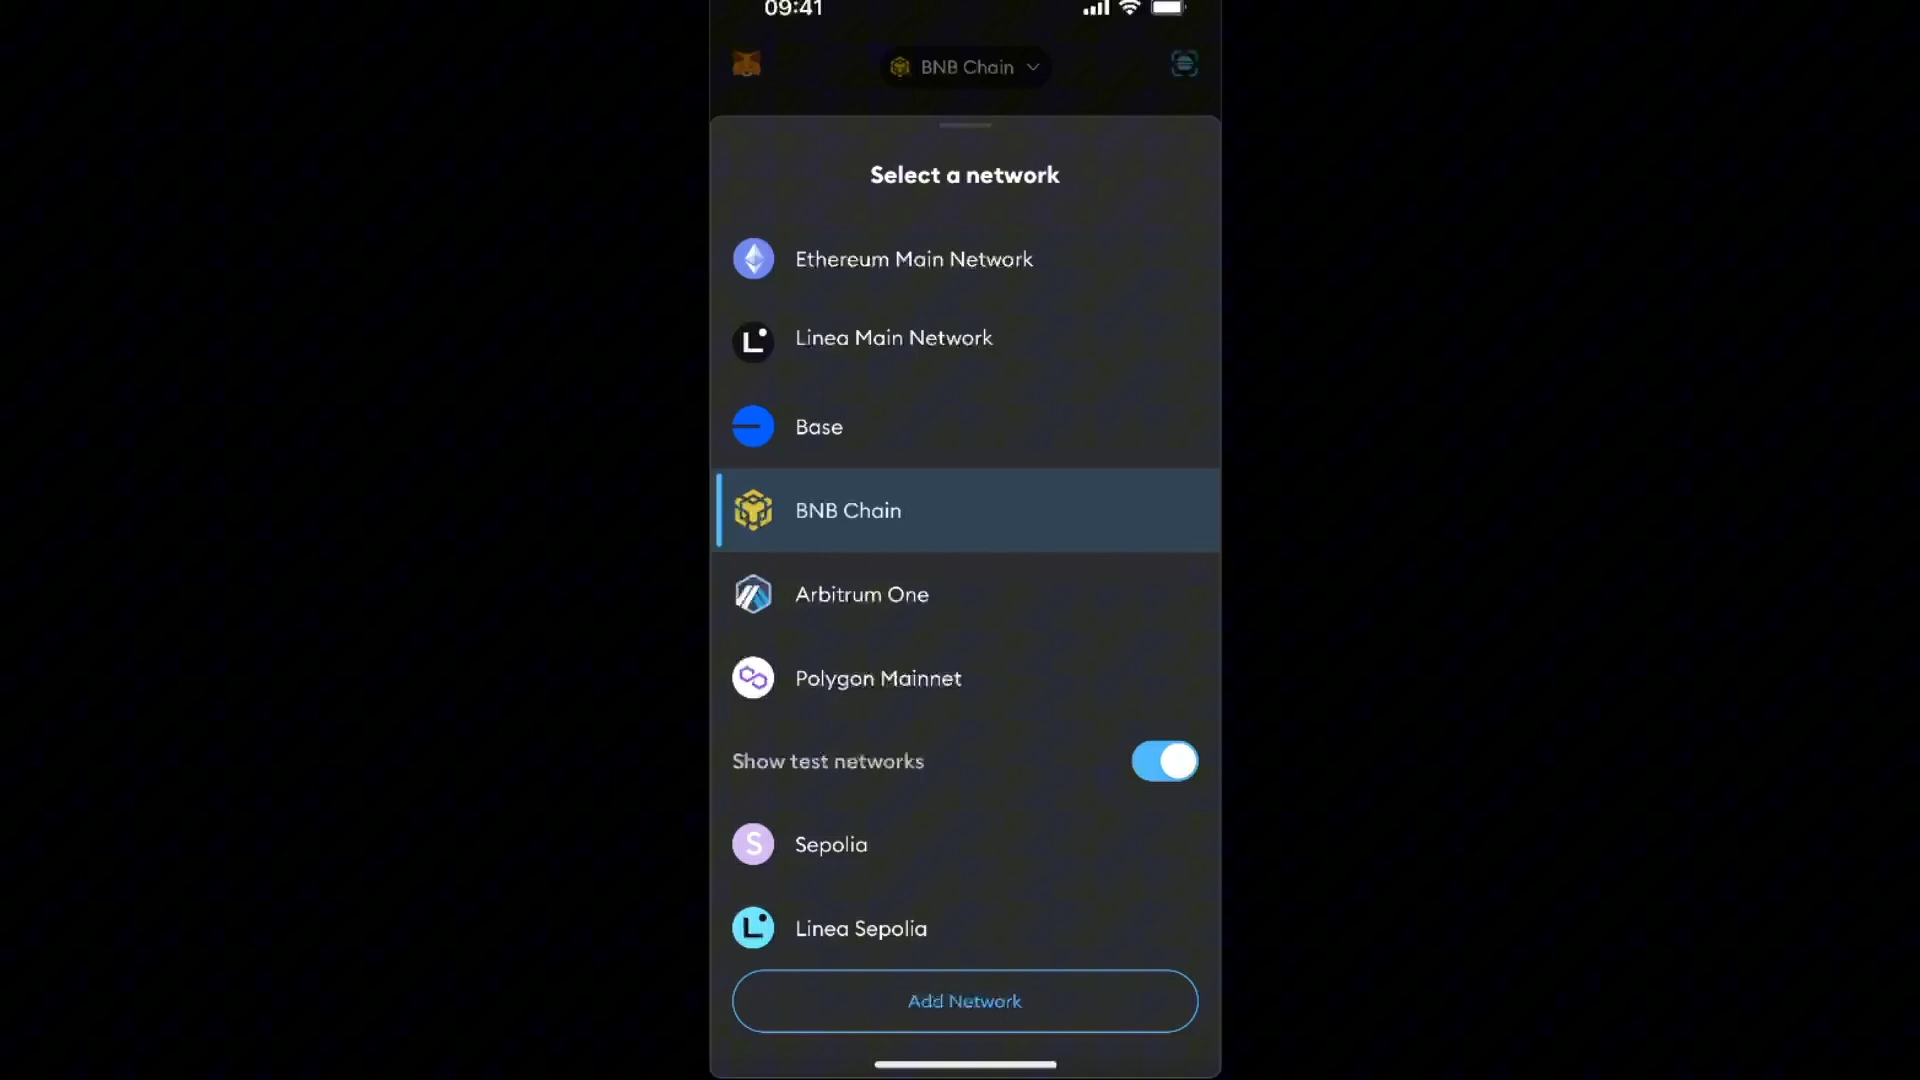 09:41
BNB Chain
Select a network
Ethereum Main Network
Linea Main Network
Base
BNB Chain
Arbitrum One
Polygon Mainnet
Show test networks
S Sepolia
Linea Sepolia
Add Network